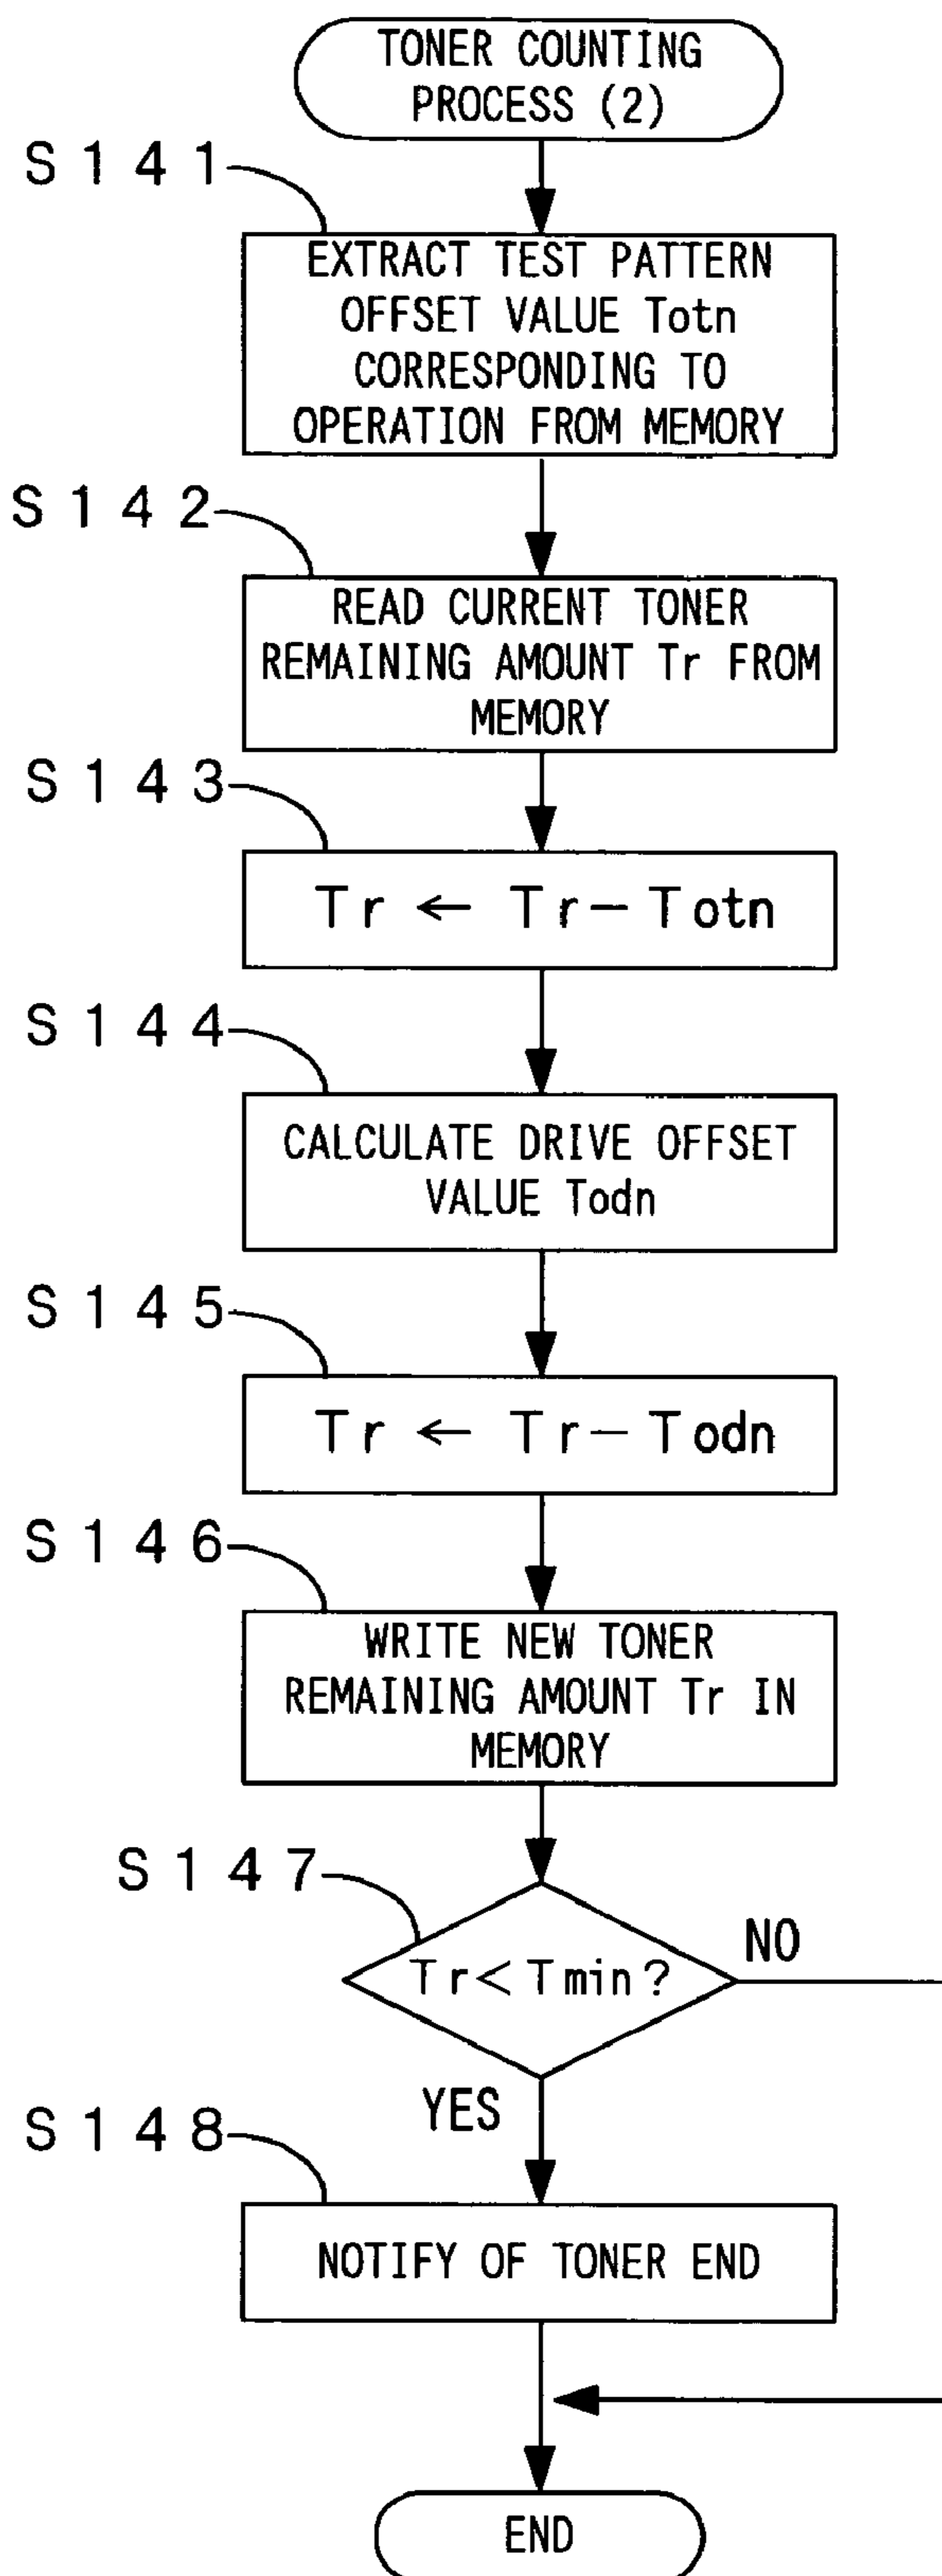 TONER COUNTING
PROCESS (2)
S141
EXTRACT TEST PATTERN
OFFSET VALUE Totn
CORRESPONDING TO
OPERATION FROM MEMORY
S142
READ CURRENT TONER
REMAINING AMOUNT Tr FROM
MEMORY
S143
Tr ← Tr－Totn
S144
CALCULATE DRIVE OFFSET
VALUE Todn
S145
Tr ← Tr－Todn
S146
WRITE NEW TONER
REMAINING AMOUNT Tr IN
MEMORY
S147
Tr<Tmin?
NO
YES
S148
NOTIFY OF TONER END
END